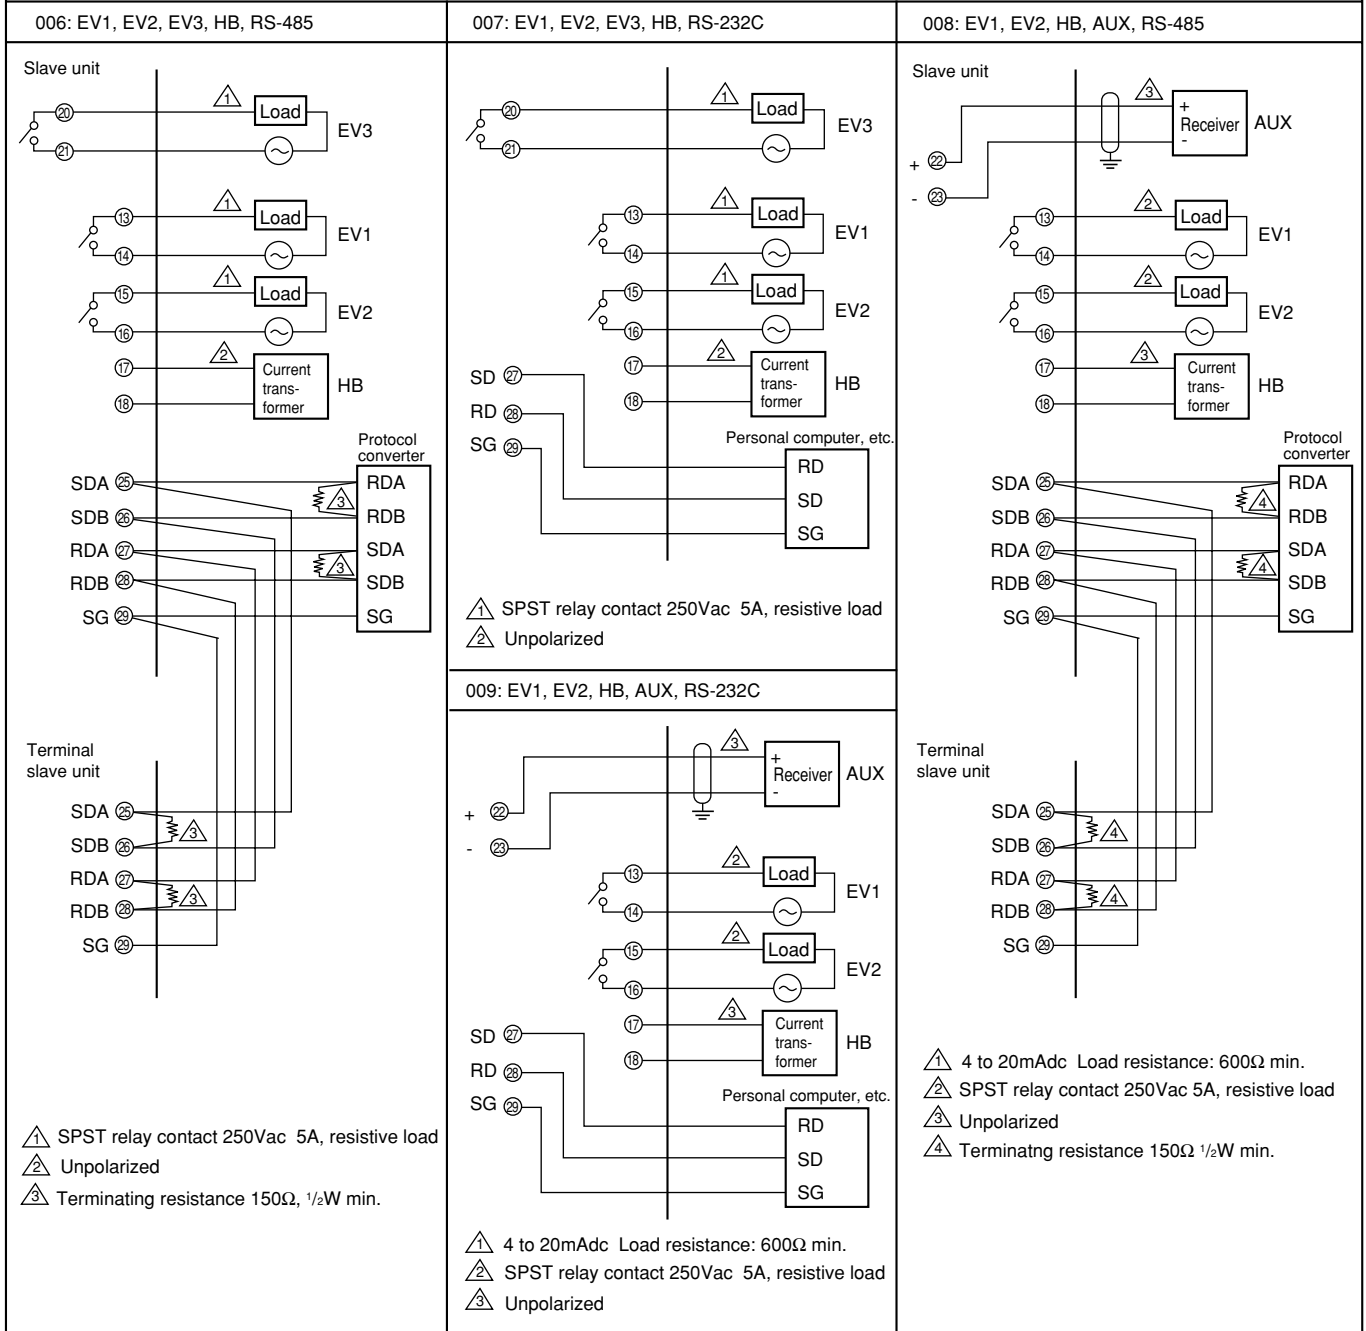 006: EV1, EV2, EV3, HB, RS-485
Slave unit
20
1
Load
21
EV3
13
1
Load
14
EV1
15
1
Load
16
EV2
17
2
Current
trans-
former
18
HB
Protocol
converter
SDA 25
RDA
3
SDB 26
RDB
RDA 27
SDA
3
RDB 28
SDB
SG 29
SG
Terminal
slave unit
SDA 25
3
SDB 26
RDA 27
3
RDB 28
SG 29
1 SPST relay contact 250Vac 5A, resistive load
2 Unpolarized
3 Terminating resistance 150Ω, 1/2W min.
007: EV1, EV2, EV3, HB, RS-232C
20
1
Load
21
EV3
13
1
Load
14
EV1
15
1
Load
16
EV2
17
2
Current
trans-
former
18
HB
SD 27
RD 28
SG 29
Personal computer, etc.
RD
SD
SG
1 SPST relay contact 250Vac 5A, resistive load
2 Unpolarized
009: EV1, EV2, HB, AUX, RS-232C
3
+
Receiver
-
AUX
+ 22
- 23
13
2
Load
14
EV1
15
2
Load
16
EV2
17
3
Current
trans-
former
18
HB
SD 27
RD 28
SG 29
Personal computer, etc.
RD
SD
SG
1 4 to 20mAdc Load resistance: 600Ω min.
2 SPST relay contact 250Vac 5A, resistive load
3 Unpolarized
008: EV1, EV2, HB, AUX, RS-485
Slave unit
3
+
Receiver
-
AUX
+ 22
- 23
13
2
Load
14
EV1
15
2
Load
16
EV2
17
3
Current
trans-
former
18
HB
Protocol
converter
SDA 25
RDA
4
SDB 26
RDB
RDA 27
SDA
4
RDB 28
SDB
SG 29
SG
Terminal
slave unit
SDA 25
4
SDB 26
RDA 27
4
RDB 28
SG 29
1 4 to 20mAdc Load resistance: 600Ω min.
2 SPST relay contact 250Vac 5A, resistive load
3 Unpolarized
4 Terminatng resistance 150Ω 1/2W min.